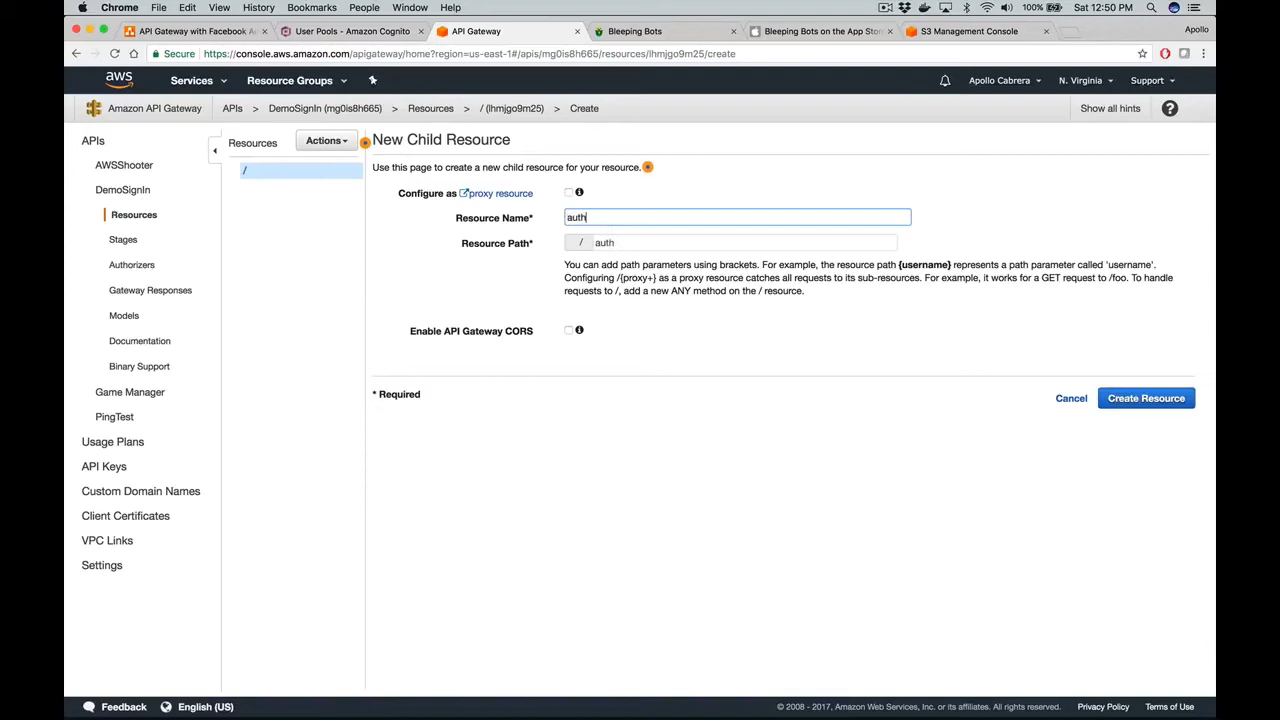 Chrome File Edit View History Bookmarks People Window Help 100% Sat 12:50 PM
API Gateway with Facebook A User Pools - Amazon Cognito API Gateway Bleeping Bots Bleeping Bots on the App Stor S3 Management Console Apollo
Secure https://console.aws.amazon.com/apigateway/home?region=us-east-1#/apis/mg0is8h665/resources/lhmjgo9m25/create
aws Services Resource Groups Apollo Cabrera N. Virginia Support
Amazon API Gateway APIs > DemoSignIn (mg0is8h665) > Resources > / (lhmjgo9m25) > Create Show all hints ?
APIs
AWSShooter
DemoSignIn
Resources
Stages
Authorizers
Gateway Responses
Models
Documentation
Binary Support
Game Manager
PingTest
Usage Plans
API Keys
Custom Domain Names
Client Certificates
VPC Links
Settings
Resources Actions
/
New Child Resource
Use this page to create a new child resource for your resource.
Configure as proxy resource
Resource Name* auth
Resource Path* / auth
You can add path parameters using brackets. For example, the resource path {username} represents a path parameter called 'username'.
Configuring /{proxy+} as a proxy resource catches all requests to its sub-resources. For example, it works for a GET request to /foo. To handle
requests to /, add a new ANY method on the / resource.
Enable API Gateway CORS
* Required Cancel Create Resource
Feedback English (US) © 2008 - 2017, Amazon Web Services, Inc. or its affiliates. All rights reserved. Privacy Policy Terms of Use